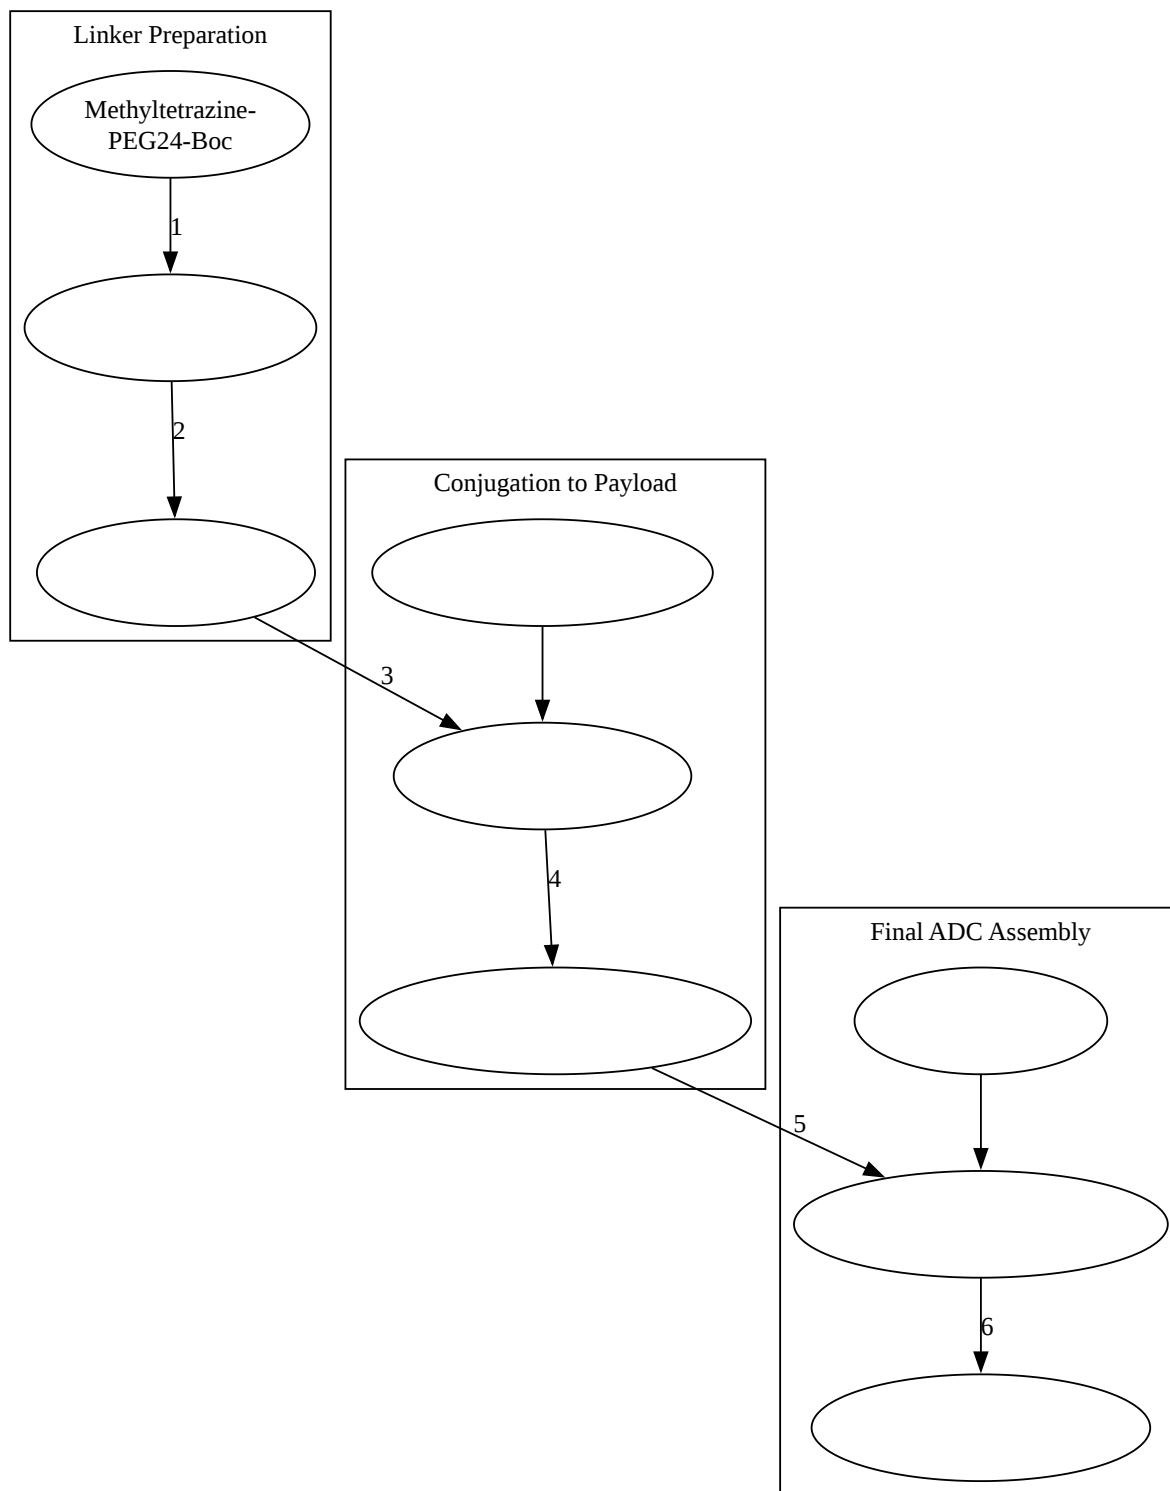 Linker Preparation
Methyltetrazine-
PEG24-Boc
1
2
Conjugation to Payload
3
4
Final ADC Assembly
5
6